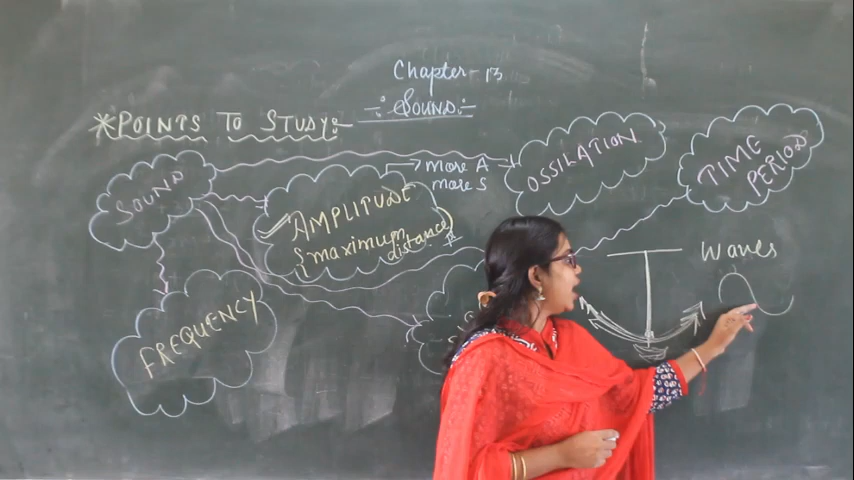 Chapter - 13
-: SOUND :-
*POINTS TO STUDY:-
SOUND
AMPLITUDE
(maximum distance)
more A
more S
OSSILATION
TIME PERIOD
FREQUENCY
Waves